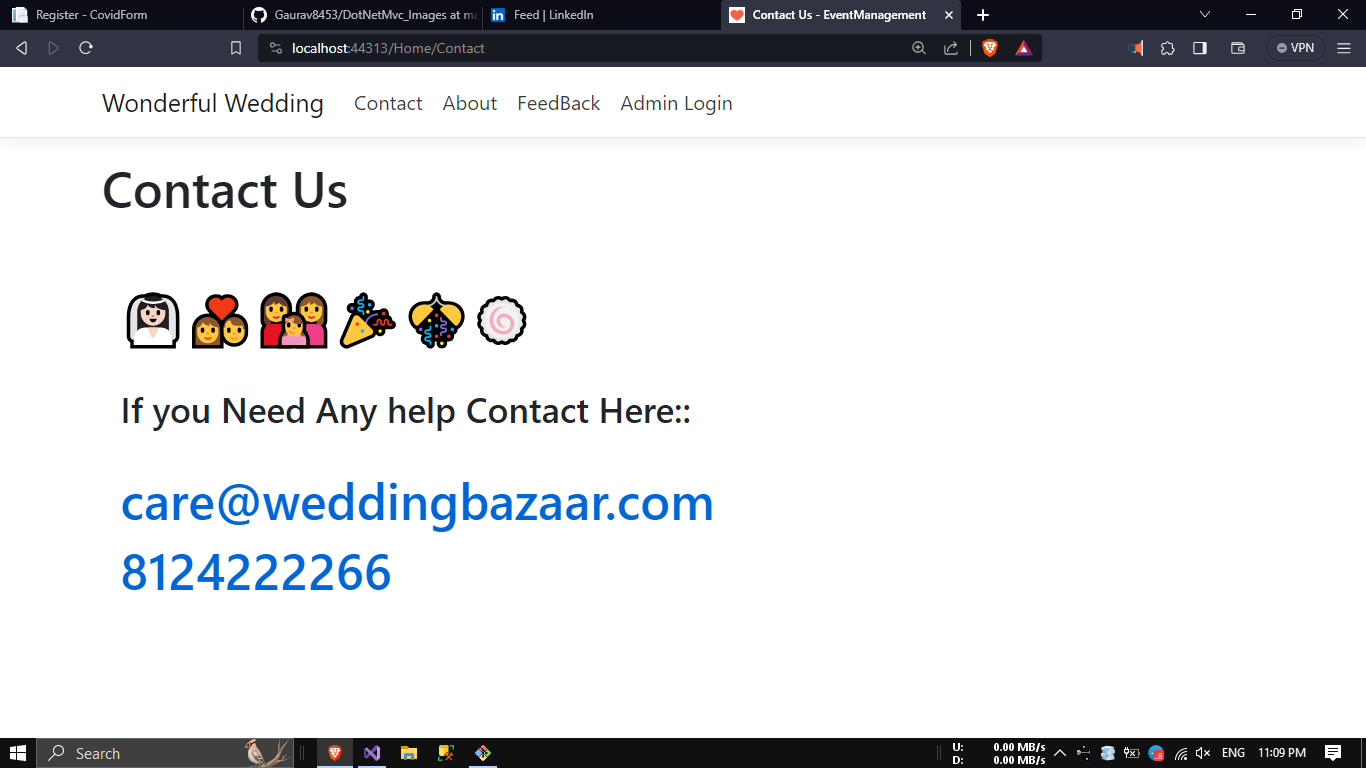 Register - CovidForm
Gaurav8453/DotNetMvc_Images at ma
Feed | LinkedIn
Contact Us - EventManagement
localhost:44313/Home/Contact
VPN
Wonderful Wedding
Contact
About
FeedBack
Admin Login
Contact Us
If you Need Any help Contact Here::
care@weddingbazaar.com
8124222266
Search
U: 0.00 MB/s
D: 0.00 MB/s
ENG
11:09 PM